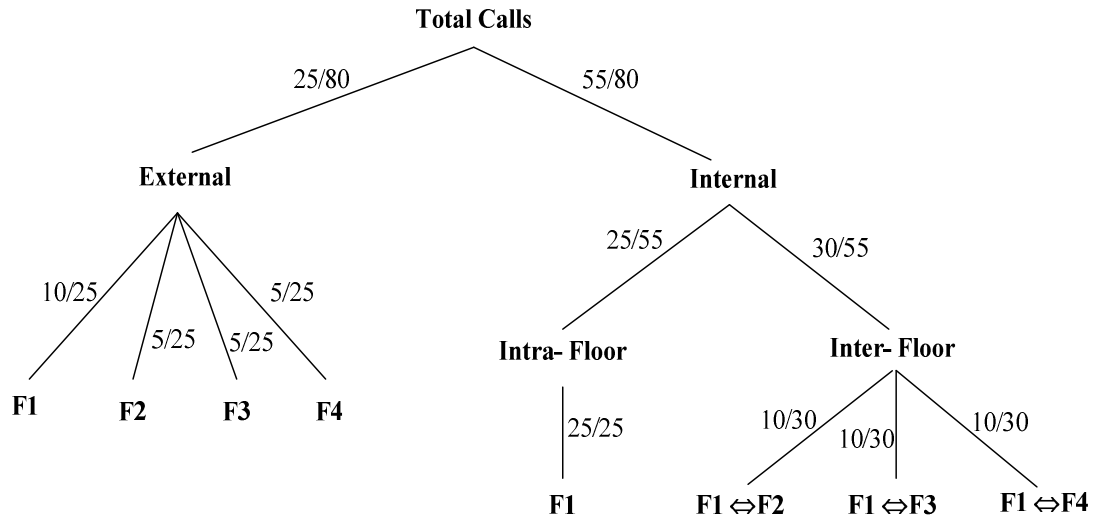 Total Calls
25/80
55/80
External
Internal
25/55
30/55
10/25
5/25
5/25
5/25
Intra- Floor
Inter- Floor
F1
F2
F3
F4
25/25
10/30
10/30
10/30
F1
F1 ⇔F2
F1 ⇔F3
F1 ⇔F4